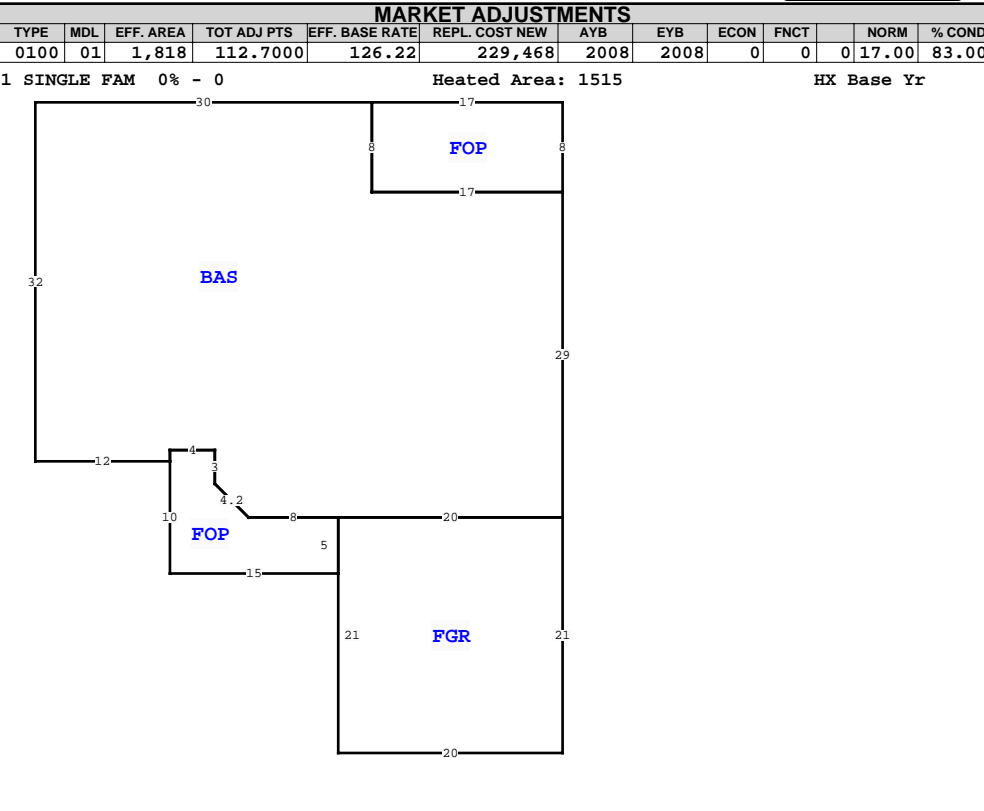 MARKET ADJUSTMENTS
TYPE MDL EFF. AREA TOT ADJ PTS EFF. BASE RATE REPL. COST NEW AYB EYB ECON FNCT NORM % COND
0100 01 1,818 112.7000 126.22 229,468 2008 2008 0 0 0 17.00 83.00
1 SINGLE FAM 0% - 0 Heated Area: 1515 HX Base Yr
30 17
8 FOP 8
17
BAS
32
29
4
12
3
4.2
10 8 20
FOP 5
15
21 FGR 21
20